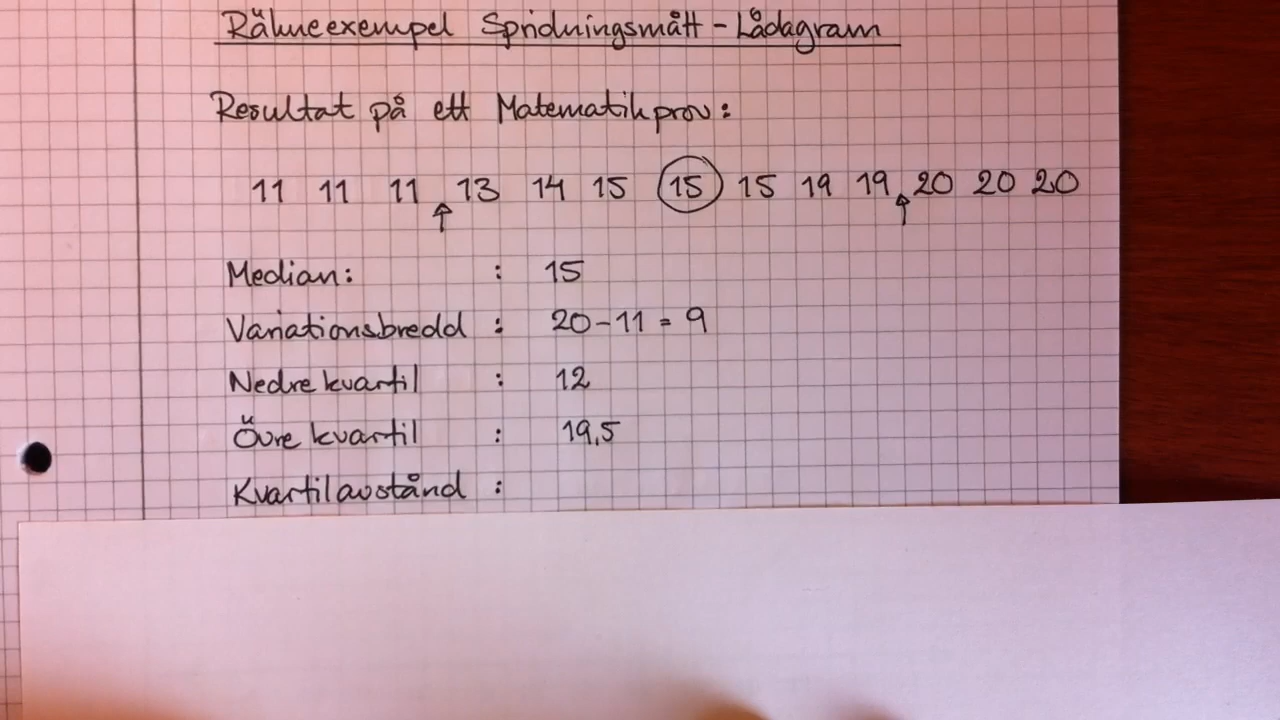 Räkneexempel Spridningsmått - Lådagram
Resultat på ett Matematikprov:
11 11 11 13 14 15 15 15 19 19 20 20 20
Median: : 15
Variationsbredd : 20-11 = 9
Nedre kvartil : 12
Övre kvartil : 19,5
Kvartilavstånd :